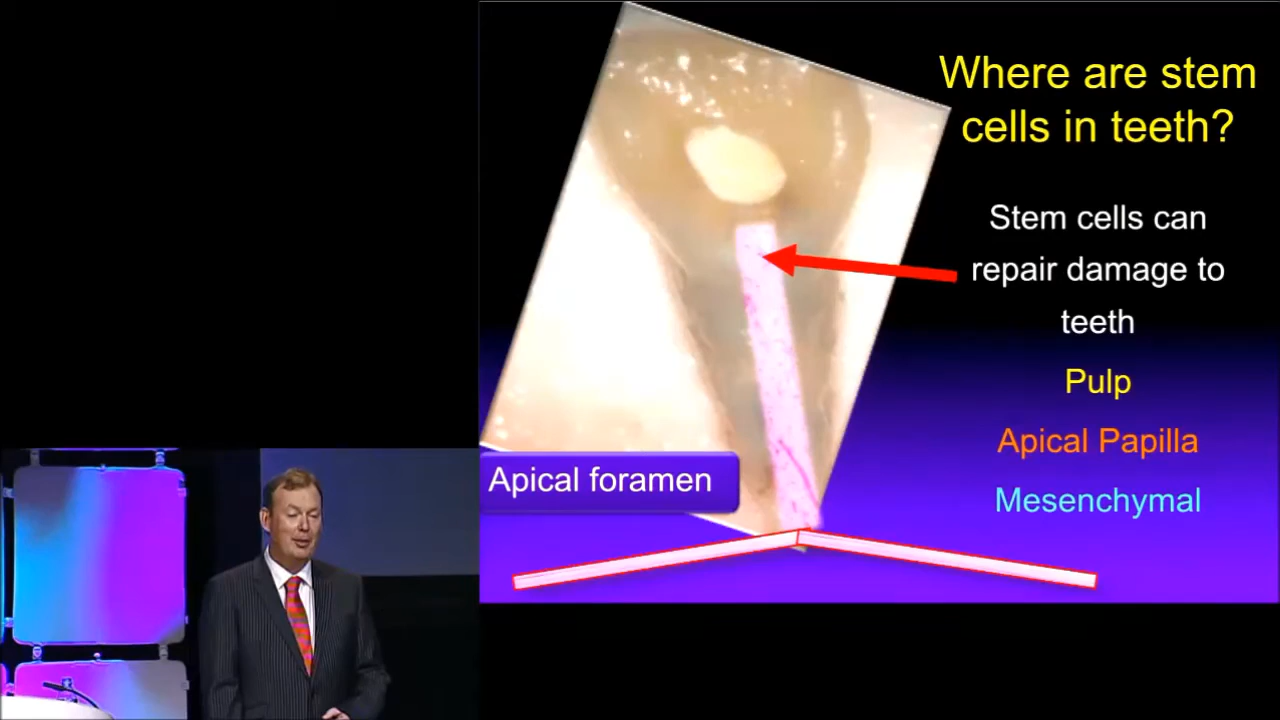 Where are stem
cells in teeth?
Stem cells can
repair damage to
teeth
Pulp
Apical Papilla
Mesenchymal
Apical foramen